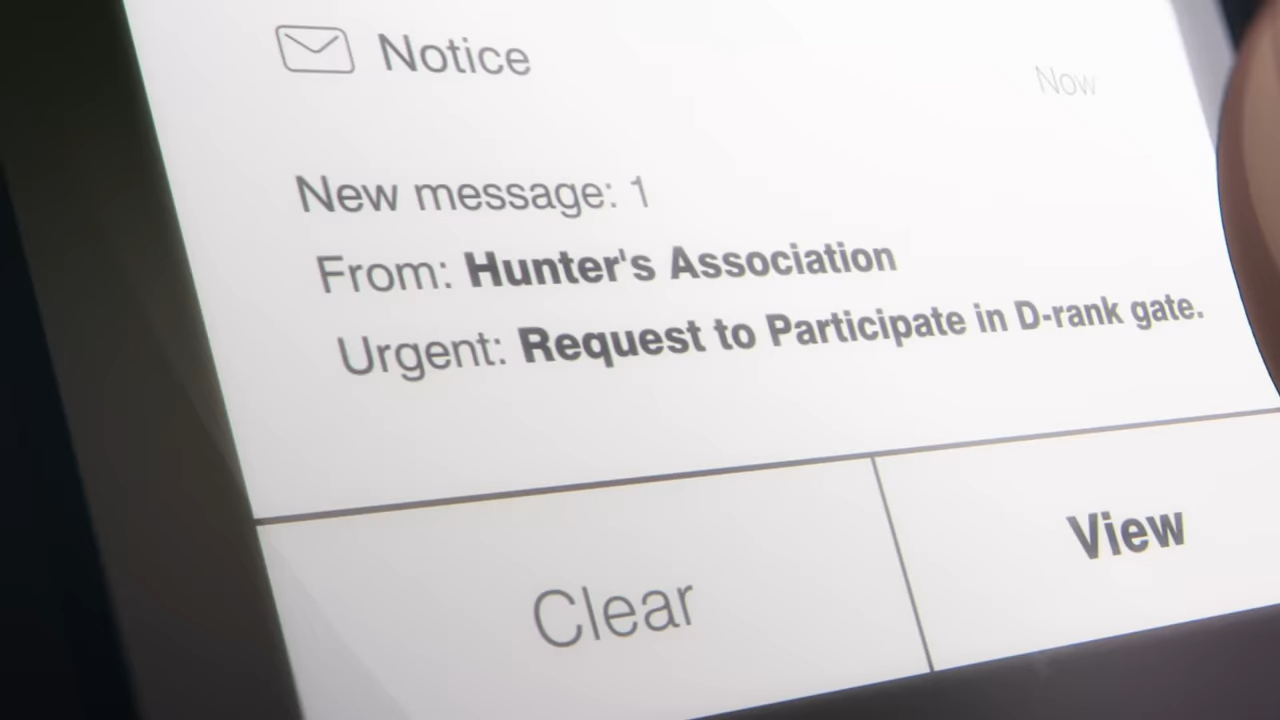 Notice
Now
New message: 1
From: Hunter's Association
Urgent: Request to Participate in D-rank gate.
Clear
View